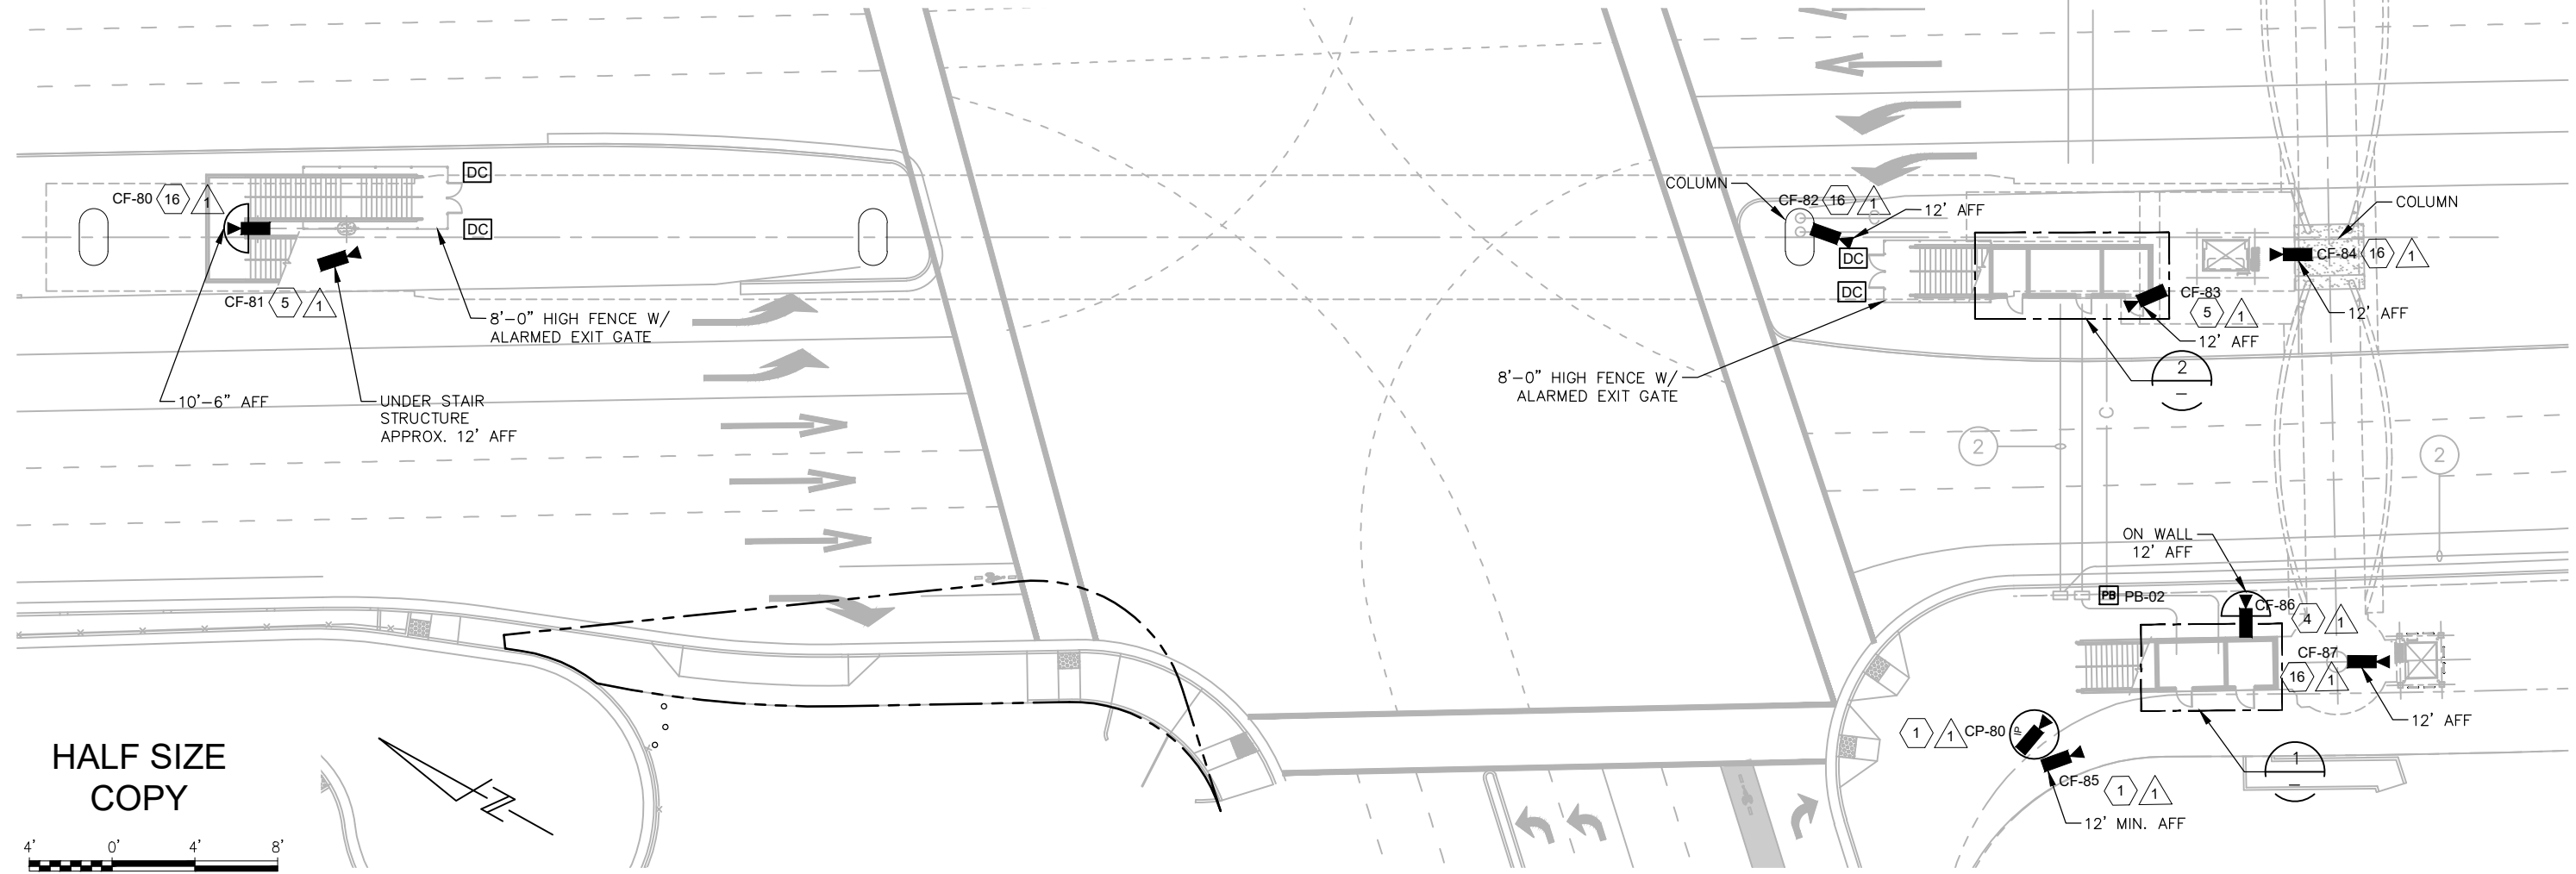 CF-80 16 1
DC
DC
CF-81 5 1
8'-0" HIGH FENCE W/
ALARMED EXIT GATE
10'-6" AFF
UNDER STAIR
STRUCTURE
APPROX. 12' AFF
COLUMN
CF-82 16 1
C
12' AFF
DC
DC
COLUMN
CF-84 16 1
12' AFF
CF-83
5 1
12' AFF
8'-0" HIGH FENCE W/
ALARMED EXIT GATE
2
–
C
2
2
ON WALL
12' AFF
PB PB-02
CF-86
4 1
CF-87
16 1
12' AFF
1 1 CP-80
IP
CF-85
1 1
12' MIN. AFF
1
–
HALF SIZE
COPY
Z
4' 0' 4' 8'